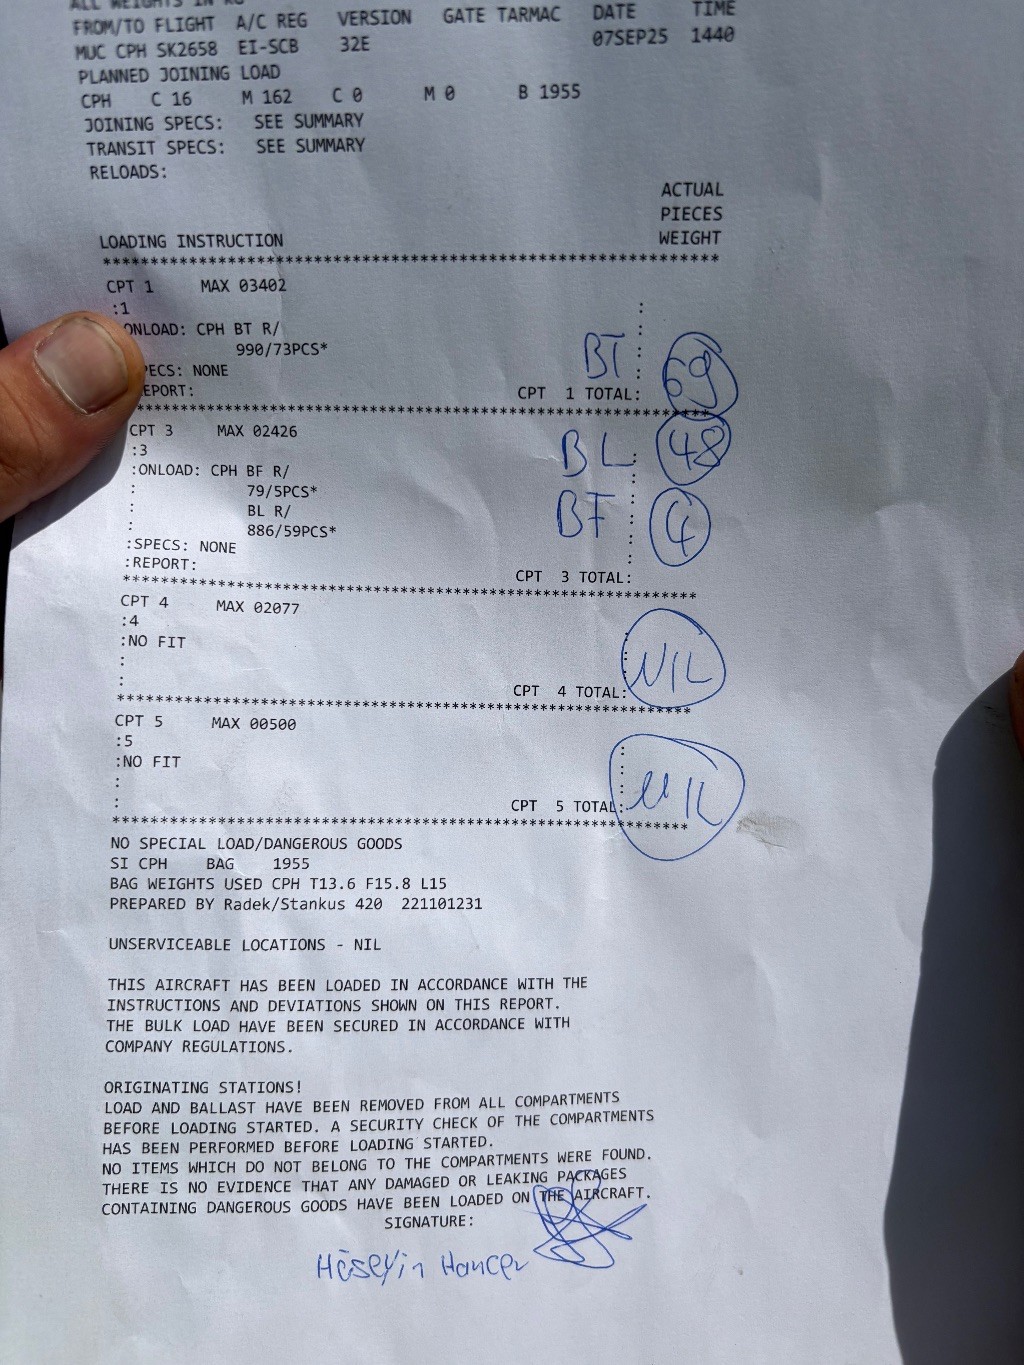 ALL WEIGHTS IN KG
FROM/TO FLIGHT A/C REG VERSION GATE TARMAC DATE TIME
MUC CPH SK2658 EI-SCB 32E 07SEP25 1440
PLANNED JOINING LOAD
CPH C 16 M 162 C 0 M 0 B 1955
JOINING SPECS: SEE SUMMARY
TRANSIT SPECS: SEE SUMMARY
RELOADS:
ACTUAL
PIECES
LOADING INSTRUCTION WEIGHT
*****************************************************************
CPT 1 MAX 03402
:1 :
ONLOAD: CPH BT R/ :
990/73PCS* BT : 69
PECS: NONE :
EPORT: CPT 1 TOTAL:
*****************************************************************
CPT 3 MAX 02426
:3 BL : 48
:ONLOAD: CPH BF R/ :
: 79/5PCS* :
: BL R/ BF : 4
: 886/59PCS* :
:SPECS: NONE :
:REPORT: CPT 3 TOTAL:
*****************************************************************
CPT 4 MAX 02077
:4 :
:NO FIT : NIL
: :
: CPT 4 TOTAL:
*****************************************************************
CPT 5 MAX 00500
:5 :
:NO FIT : NIL
: :
: CPT 5 TOTAL:
*****************************************************************
NO SPECIAL LOAD/DANGEROUS GOODS
SI CPH BAG 1955
BAG WEIGHTS USED CPH T13.6 F15.8 L15
PREPARED BY Radek/Stankus 420 221101231
UNSERVICEABLE LOCATIONS - NIL
THIS AIRCRAFT HAS BEEN LOADED IN ACCORDANCE WITH THE
INSTRUCTIONS AND DEVIATIONS SHOWN ON THIS REPORT.
THE BULK LOAD HAVE BEEN SECURED IN ACCORDANCE WITH
COMPANY REGULATIONS.
ORIGINATING STATIONS!
LOAD AND BALLAST HAVE BEEN REMOVED FROM ALL COMPARTMENTS
BEFORE LOADING STARTED. A SECURITY CHECK OF THE COMPARTMENTS
HAS BEEN PERFORMED BEFORE LOADING STARTED.
NO ITEMS WHICH DO NOT BELONG TO THE COMPARTMENTS WERE FOUND.
THERE IS NO EVIDENCE THAT ANY DAMAGED OR LEAKING PACKAGES
CONTAINING DANGEROUS GOODS HAVE BEEN LOADED ON THE AIRCRAFT.
SIGNATURE:
Hüseyin Hancer